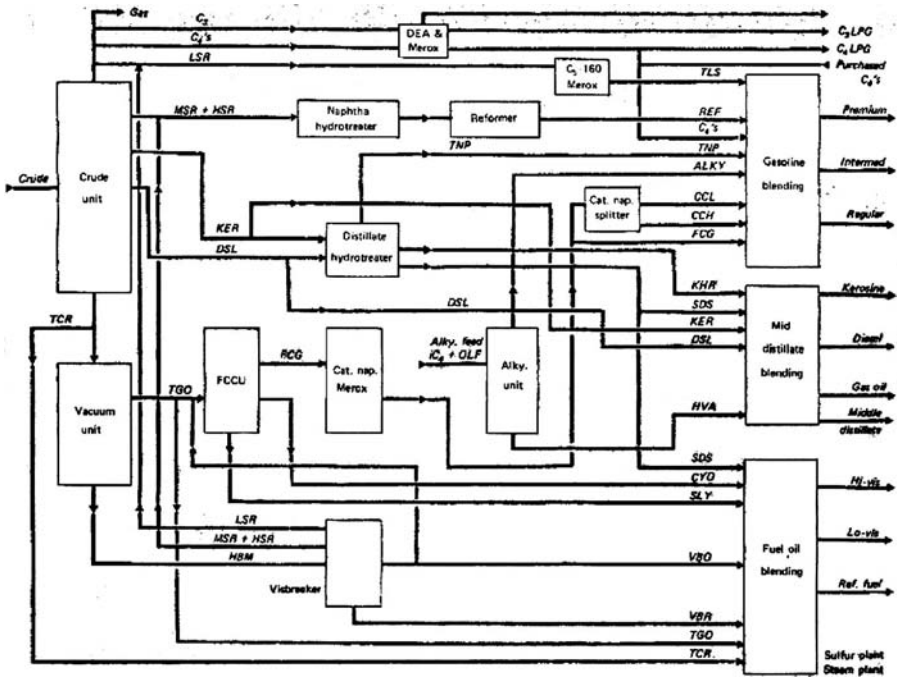 Gas
C3
C4's
LSR
DEA &
Merox
C3 LPG
C4 LPG
Purchased
C4's
C5 160
Merox
TLS
MSR + HSR
Naphtha
hydrotreater
Reformer
REF
C4's
Premium
TNP
TNP
ALKY
Gasoline
blending
Intermed
Crude
Crude
unit
Cat. nap.
splitter
CCL
CCH
FCG
Regular
KER
DSL
Distillate
hydrotreater
KHR
SDS
KER
DSL
DSL
Kerosine
Mid
distillate
blending
Diesel
Gas oil
Middle
distillate
TCR
Vacuum
unit
TGO
FCCU
RCG
Cat. nap.
Merox
Alky. feed
iC4 + OLF
Alky.
unit
HVA
SDS
CYO
SLY
Hi-vis
LSR
MSR + HSR
HBM
Visbreaker
VBO
Fuel oil
blending
Lo-vis
Ref. fuel
VBR
TGO
TCR.
Sulfur plant
Steam plant